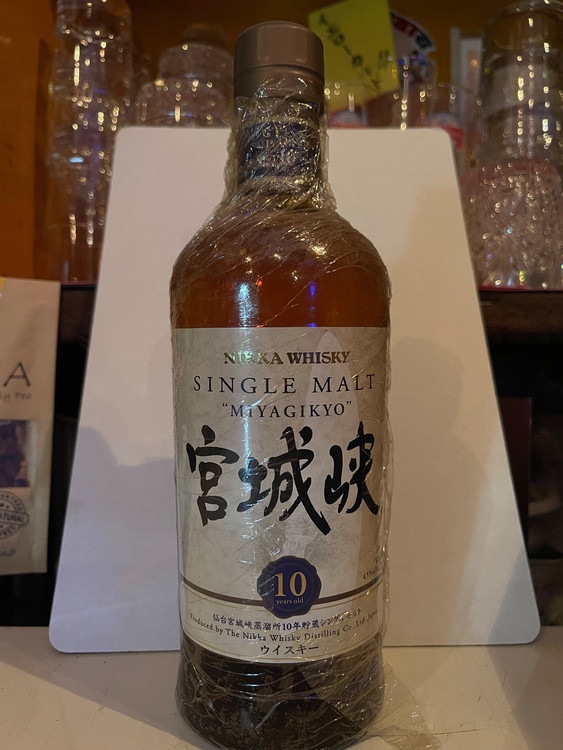 NIKKA WHISKY
SINGLE MALT
"MIYAGIKYO"
宮城峡
10
years old
仙台宮城峡蒸溜所10年貯蔵シングルモルト
Produced by The Nikka Whisky Distilling Co., Ltd. Japan
ウイスキー
A